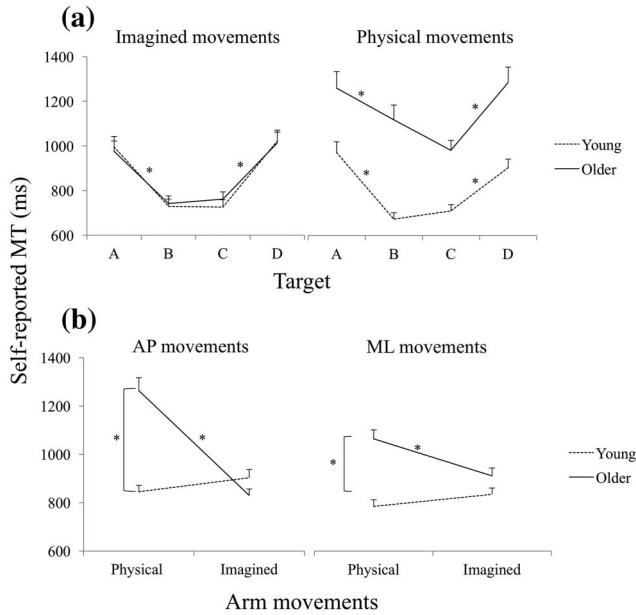 (a)
Imagined movements Physical movements
1400
1200
1000
800
600
* * * * * *
Young
Older
A B C D A B C D
Target
Self-reported MT (ms)
(b)
AP movements ML movements
1400
1200
1000
800
600
* * * *
Young
Older
Physical Imagined Physical Imagined
Arm movements